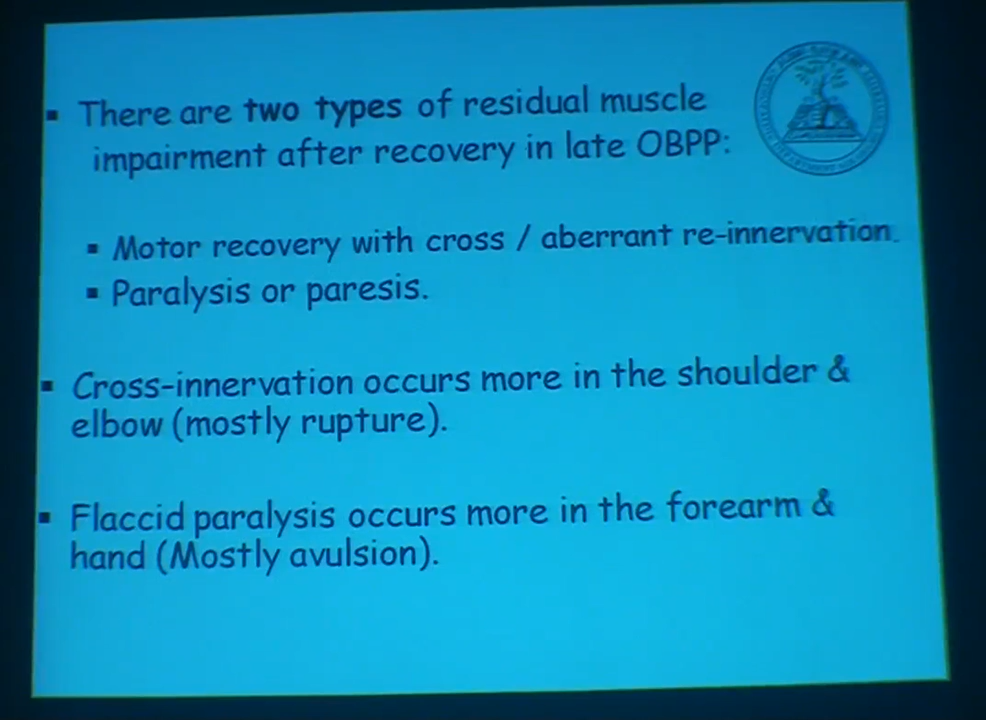 ▪ There are two types of residual muscle
impairment after recovery in late OBPP:
▪ Motor recovery with cross / aberrant re-innervation.
▪ Paralysis or paresis.
▪ Cross-innervation occurs more in the shoulder &
elbow (mostly rupture).
▪ Flaccid paralysis occurs more in the forearm &
hand (Mostly avulsion).